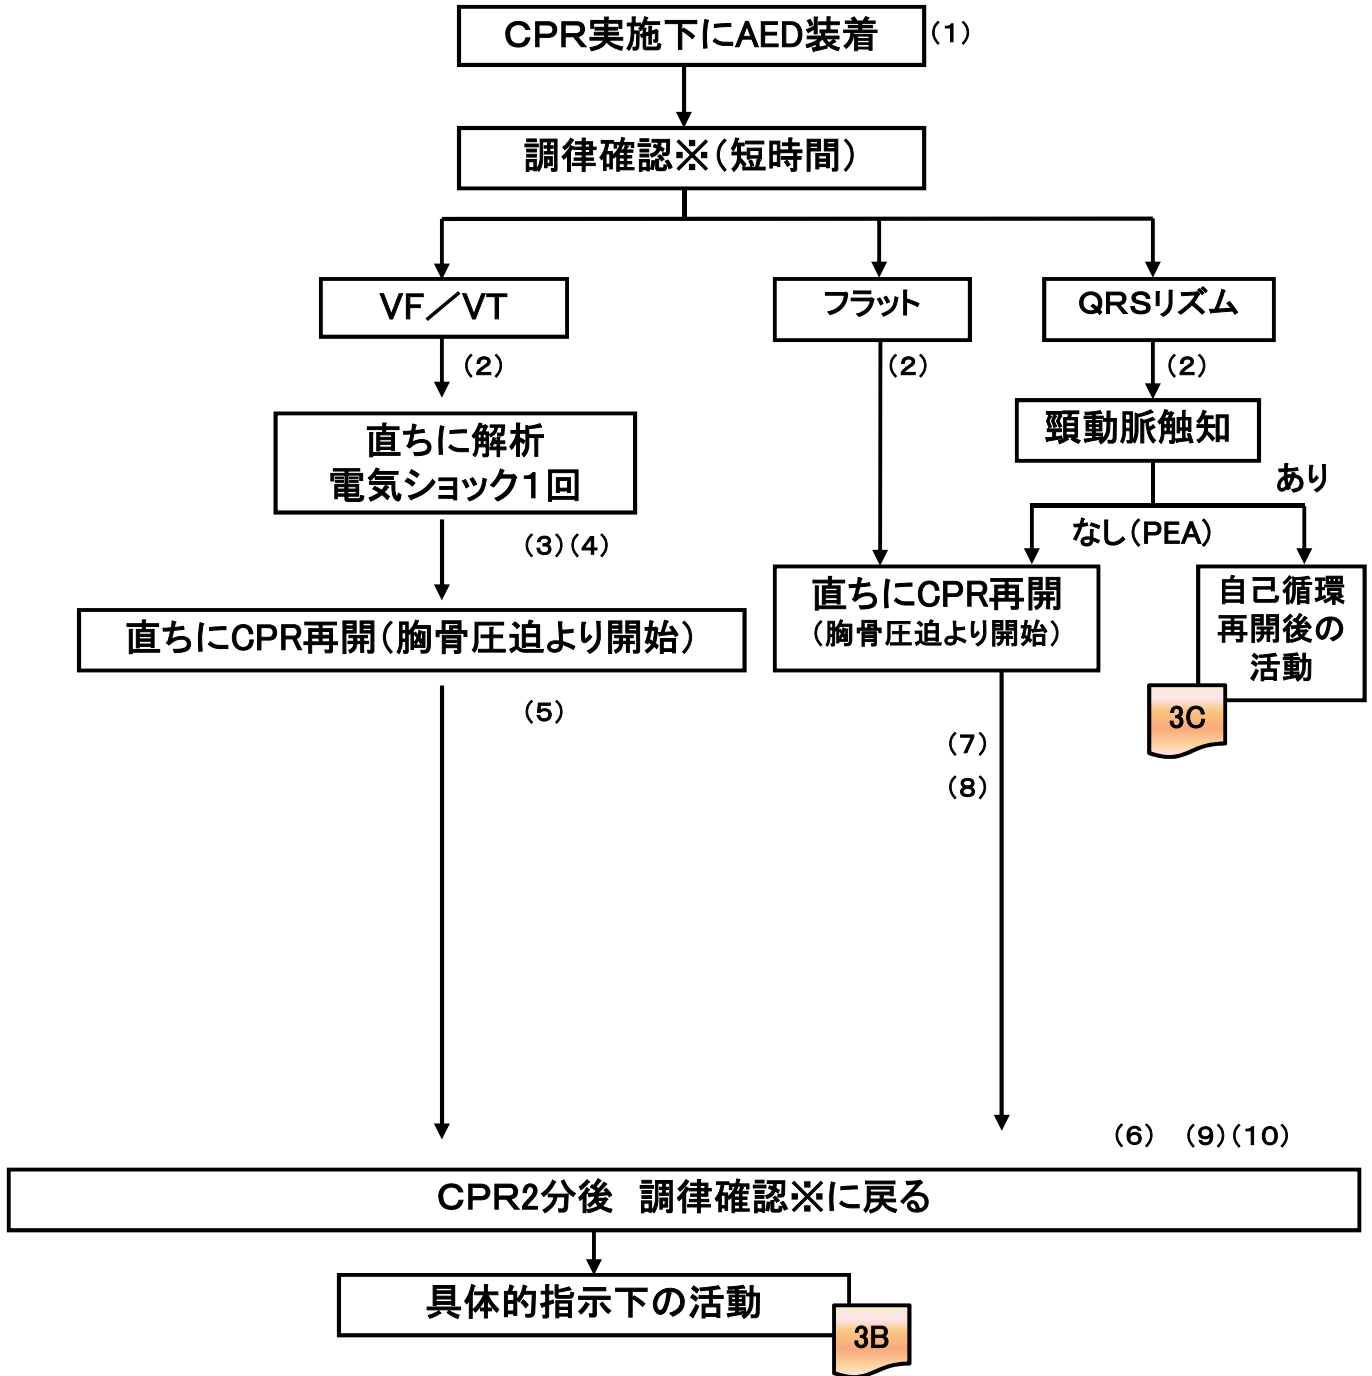 CPR実施下にAED装着
(1)
調律確認※(短時間)
VF/VT
フラット
QRSリズム
(2)
(2)
(2)
直ちに解析
電気ショック1回
頸動脈触知
あり
なし(PEA)
(3)(4)
直ちにCPR再開(胸骨圧迫より開始)
直ちにCPR再開
(胸骨圧迫より開始)
自己循環
再開後の
活動
3C
(5)
(7)
(8)
(6) (9)(10)
CPR2分後 調律確認※に戻る
具体的指示下の活動
3B